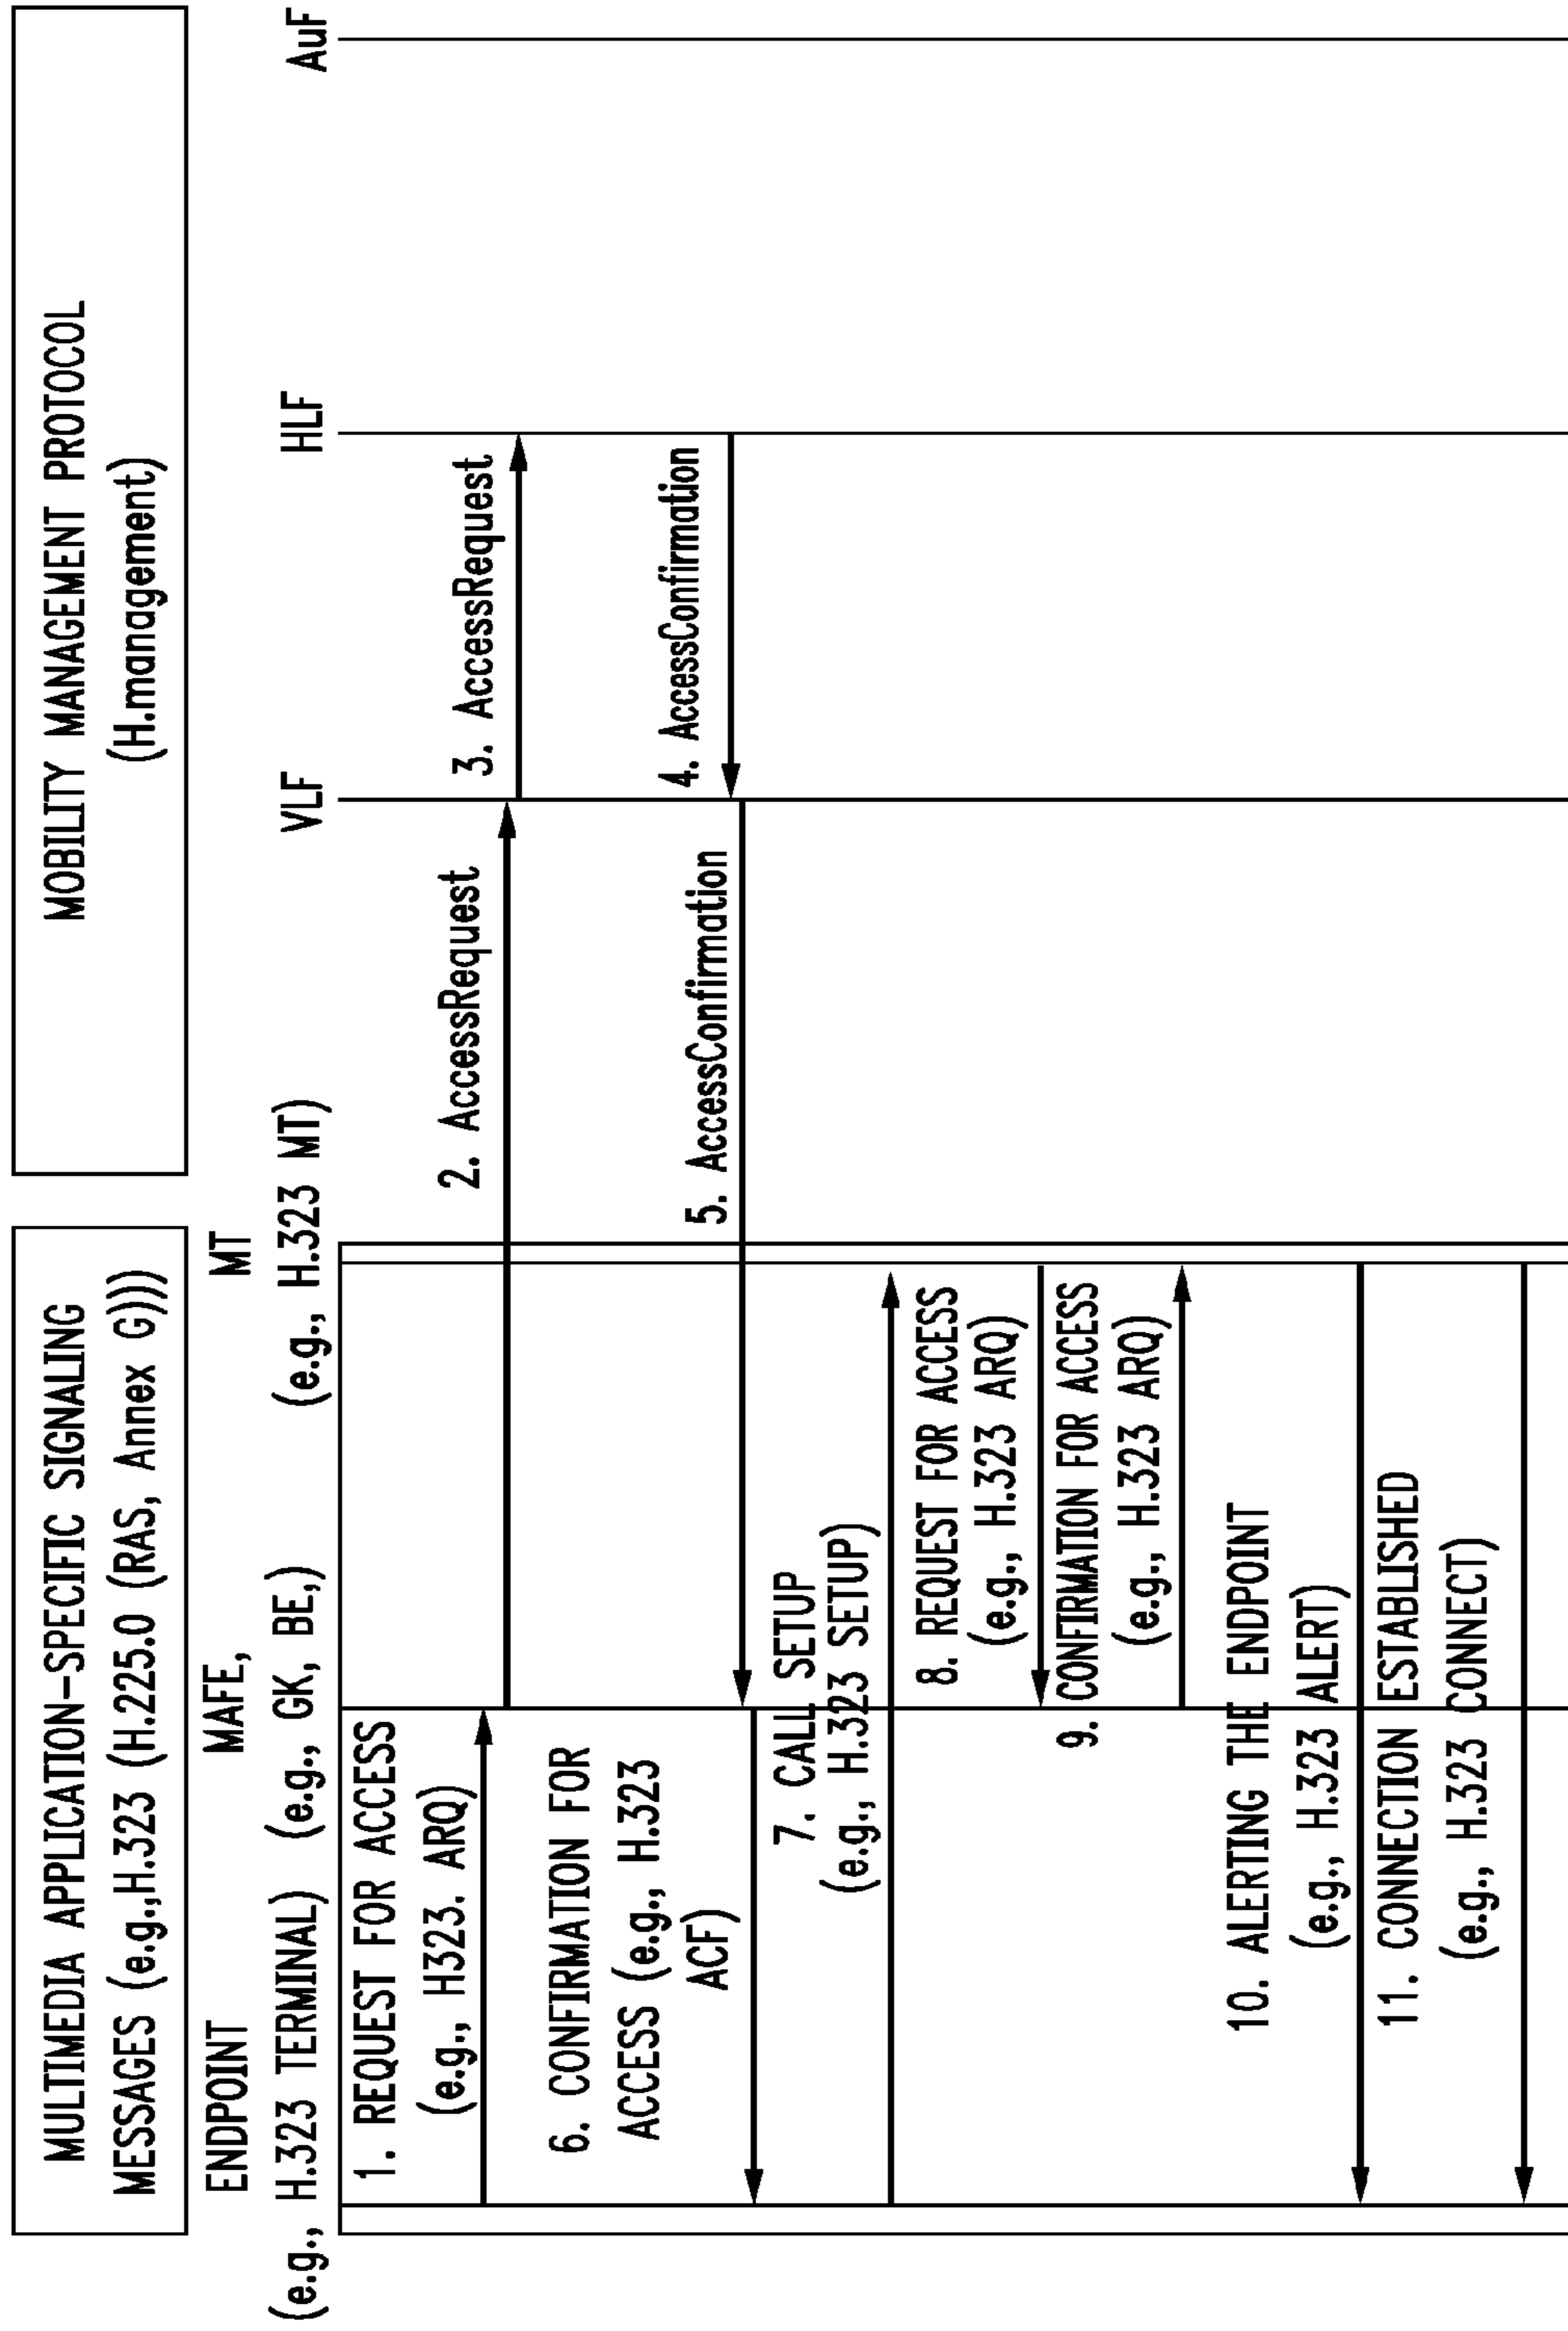 MULTIMEDIA APPLICATION-SPECIFIC SIGNALING
MESSAGES (e.g.,H.323 (H.225.0 (RAS, Annex G)))
MOBILITY MANAGEMENT PROTOCOL
(H.management)
ENDPOINT
(e.g., H.323 TERMINAL)
MAFE,
(e.g., GK, BE,)
MT
(e.g., H.323 MT)
VLF
HLF
AuF
1. REQUEST FOR ACCESS
(e.g., H323. ARQ)
2. AccessRequest
3. AccessRequest
4. AccessConfirmation
5. AccessConfirmation
6. CONFIRMATION FOR
ACCESS (e.g., H.323
ACF)
7. CALL SETUP
(e.g., H.323 SETUP)
8. REQUEST FOR ACCESS
(e.g., H.323 ARQ)
9. CONFIRMATION FOR ACCESS
(e.g., H.323 ARQ)
10. ALERTING THE ENDPOINT
(e.g., H.323 ALERT)
11. CONNECTION ESTABLISHED
(e.g., H.323 CONNECT)